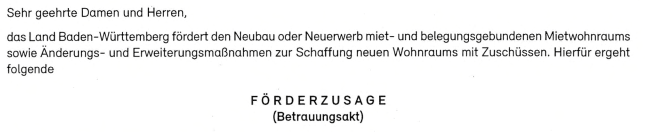 Sehr geehrte Damen und Herren,
das Land Baden-Württemberg fördert den Neubau oder Neuerwerb miet- und belegungsgebundenen Mietwohnraums
sowie Änderungs- und Erweiterungsmaßnahmen zur Schaffung neuen Wohnraums mit Zuschüssen. Hierfür ergeht
folgende
FÖRDERZUSAGE
(Betrauungsakt)